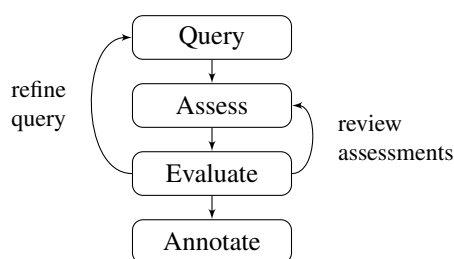 Query
refine
query
Assess
review
assessments
Evaluate
Annotate